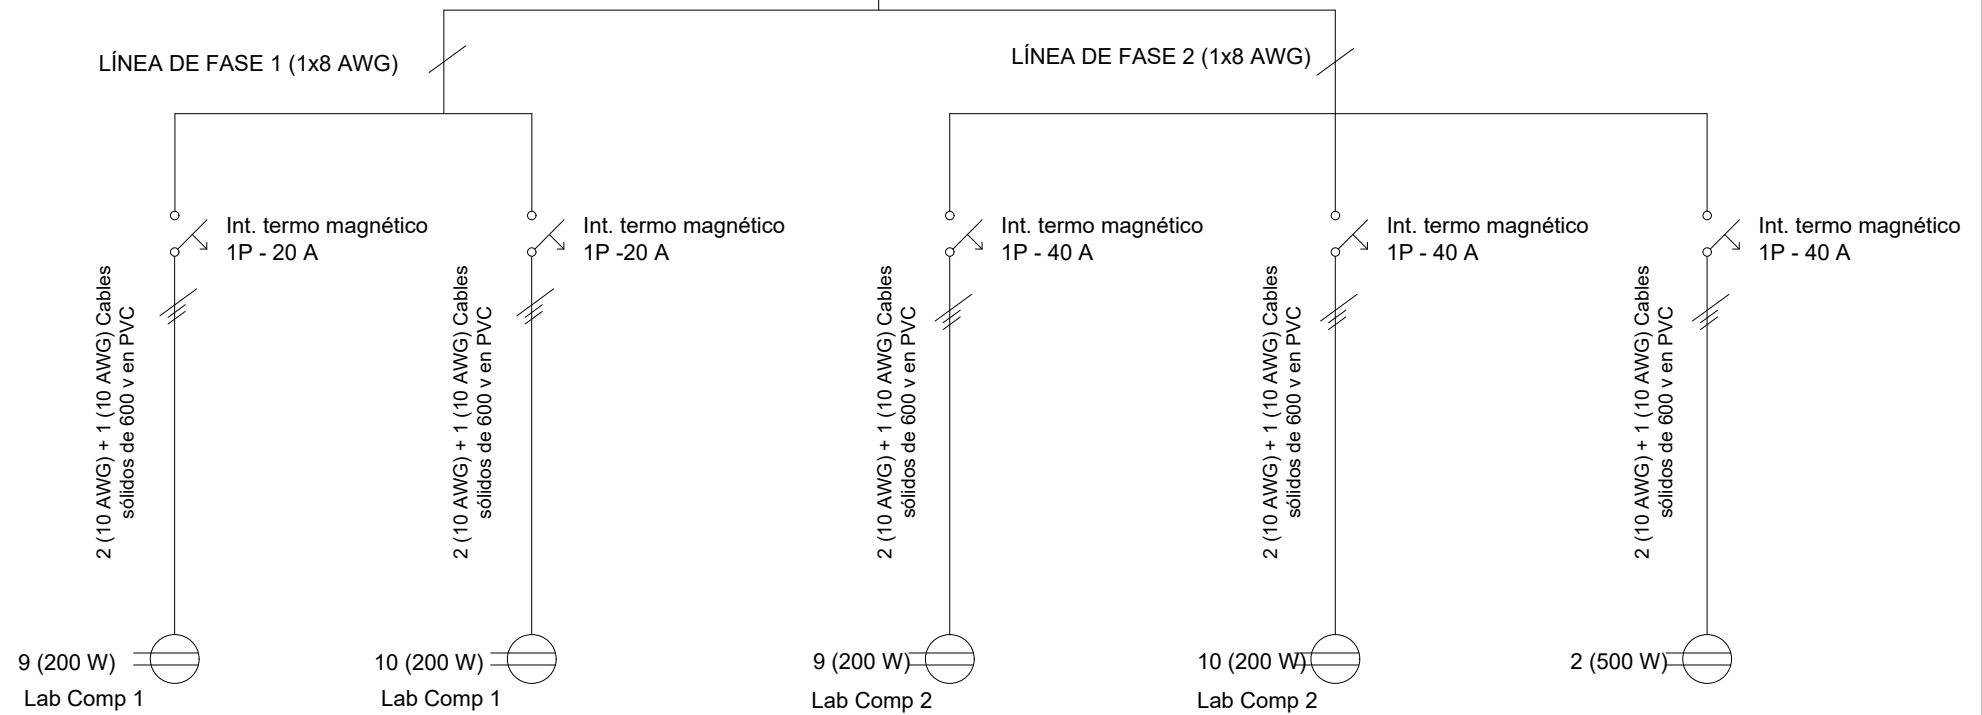 LÍNEA DE FASE 1 (1x8 AWG)
LÍNEA DE FASE 2 (1x8 AWG)
Int. termo magnético
1P - 20 A
Int. termo magnético
1P -20 A
Int. termo magnético
1P - 40 A
Int. termo magnético
1P - 40 A
Int. termo magnético
1P - 40 A
2 (10 AWG) + 1 (10 AWG) Cables
sólidos de 600 v en PVC
2 (10 AWG) + 1 (10 AWG) Cables
sólidos de 600 v en PVC
2 (10 AWG) + 1 (10 AWG) Cables
sólidos de 600 v en PVC
2 (10 AWG) + 1 (10 AWG) Cables
sólidos de 600 v en PVC
2 (10 AWG) + 1 (10 AWG) Cables
sólidos de 600 v en PVC
9 (200 W)
Lab Comp 1
10 (200 W)
Lab Comp 1
9 (200 W)
Lab Comp 2
10 (200 W)
Lab Comp 2
2 (500 W)